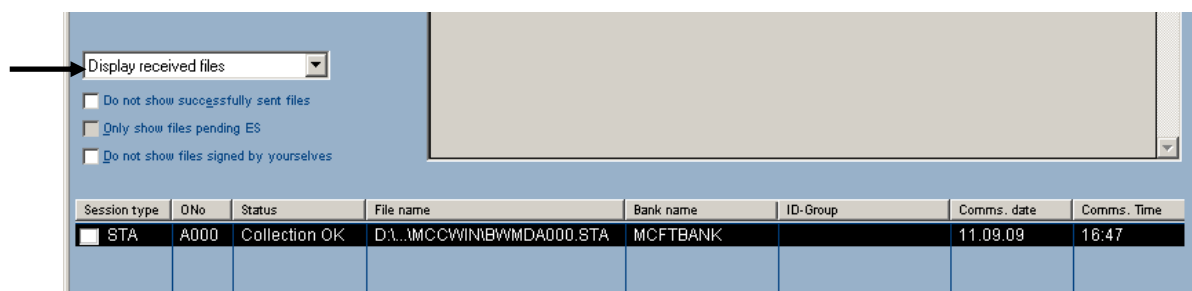 Display received files
Do not show successfully sent files
Only show files pending ES
Do not show files signed by yourselves
Session type ONo Status File name Bank name ID-Group Comms. date Comms. Time
STA A000 Collection OK D:\...\MCCWIN\BWMDA000.STA MCFTBANK 11.09.09 16:47